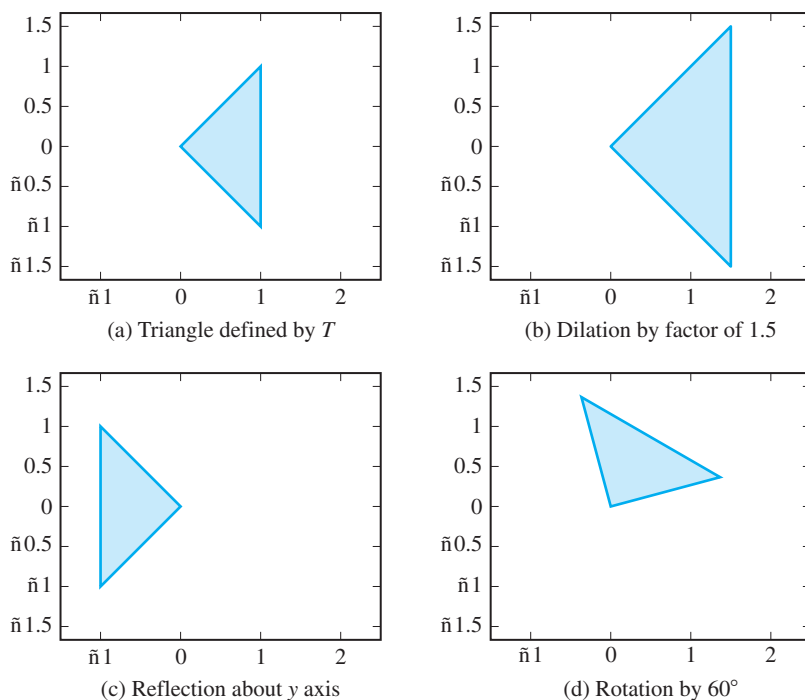 1.5
1
0.5
0
ñ0.5
ñ1
ñ1.5
ñ1 0 1 2
(a) Triangle defined by T
1.5
1
0.5
0
ñ0.5
ñ1
ñ1.5
ñ1 0 1 2
(b) Dilation by factor of 1.5
1.5
1
0.5
0
ñ0.5
ñ1
ñ1.5
ñ1 0 1 2
(c) Reflection about y axis
1.5
1
0.5
0
ñ0.5
ñ1
ñ1.5
ñ1 0 1 2
(d) Rotation by 60°